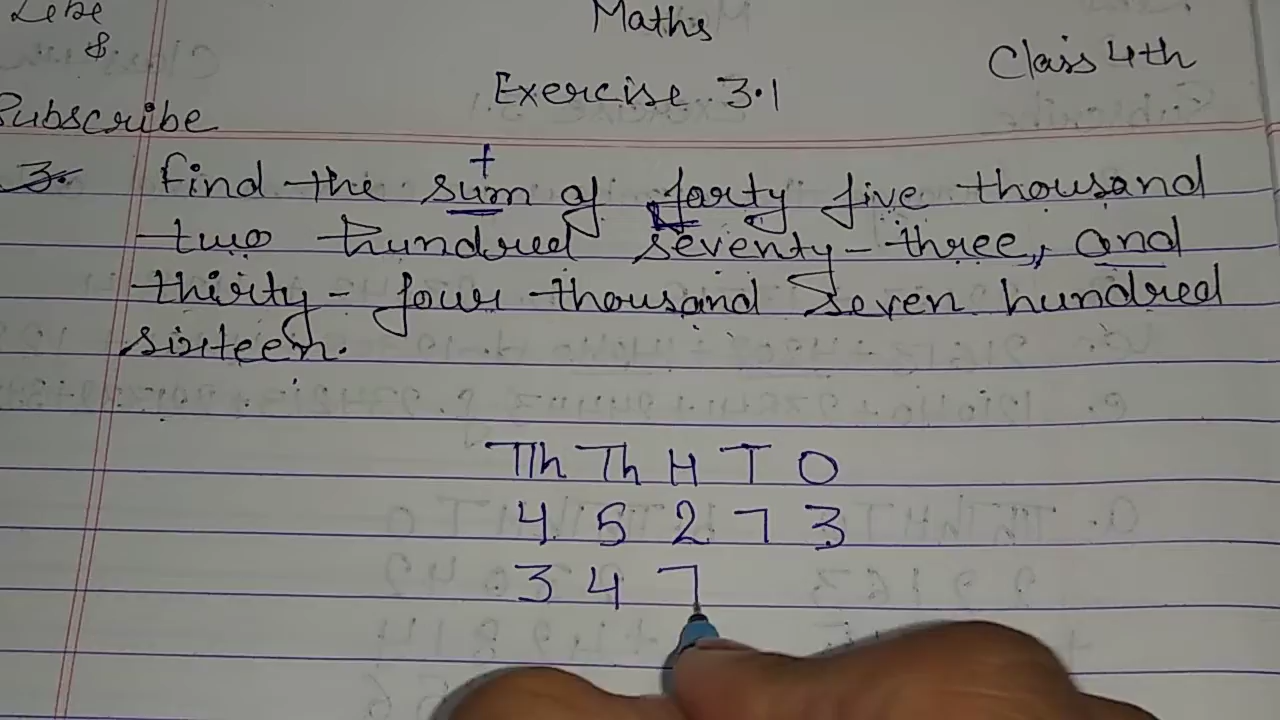 Like
&
Subscribe
Maths
Class 4th
Exercise 3.1
3. Find the sum of forty five thousand
+
two hundred seventy-three, and
thirty-four thousand seven hundred
sixteen.
TTh Th H T O
4 5 2 7 3
3 4 7